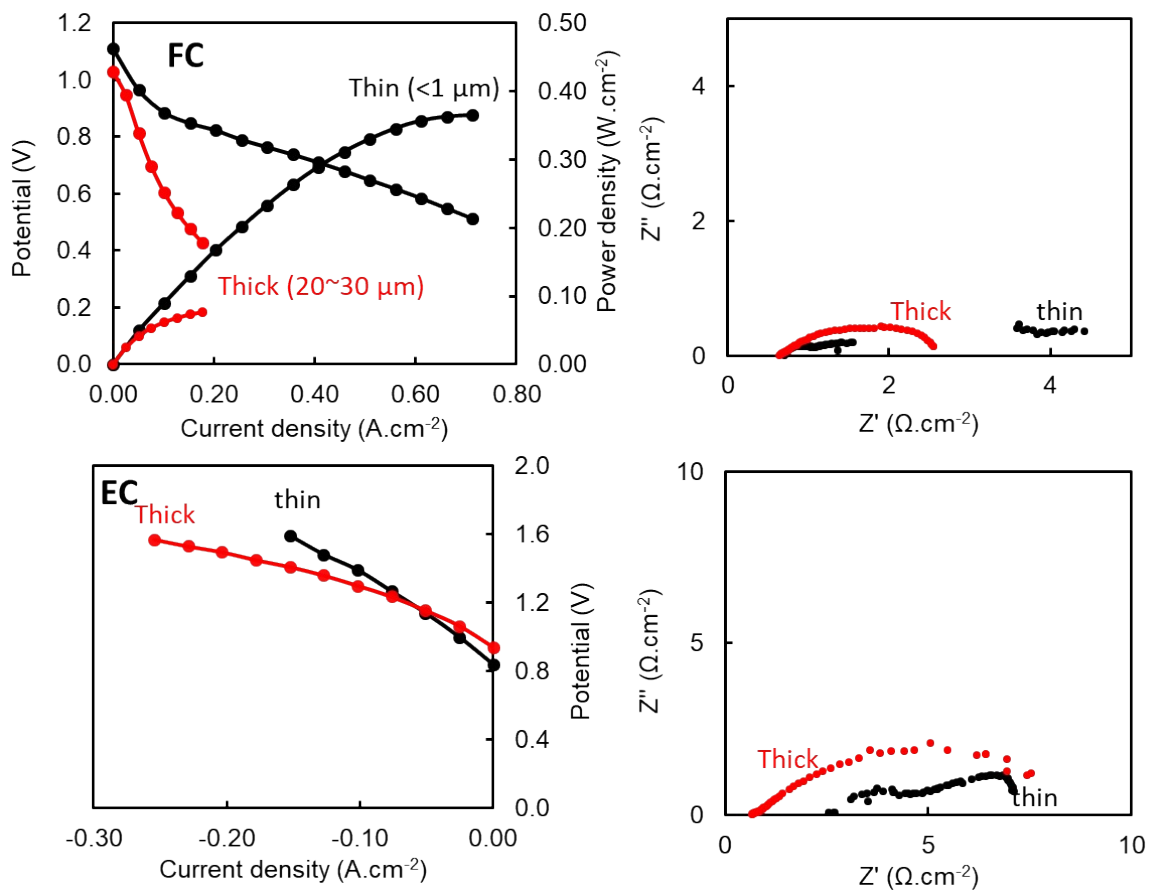 1.2
1.0
0.8
0.6
0.4
0.2
0.0
Potential (V)
FC
Thin (<1 μm)
Thick (20~30 μm)
0.50
0.40
0.30
0.20
0.10
0.00
Power density (W.cm-2)
0.00 0.20 0.40 0.60 0.80
Current density (A.cm-2)
4
2
0
Z'' (Ω.cm-2)
Thick
thin
0 2 4
Z' (Ω.cm-2)
EC
Thick
thin
2.0
1.6
1.2
0.8
0.4
0.0
Potential (V)
-0.30 -0.20 -0.10 0.00
Current density (A.cm-2)
10
5
0
Z'' (Ω.cm-2)
Thick
thin
0 5 10
Z' (Ω.cm-2)